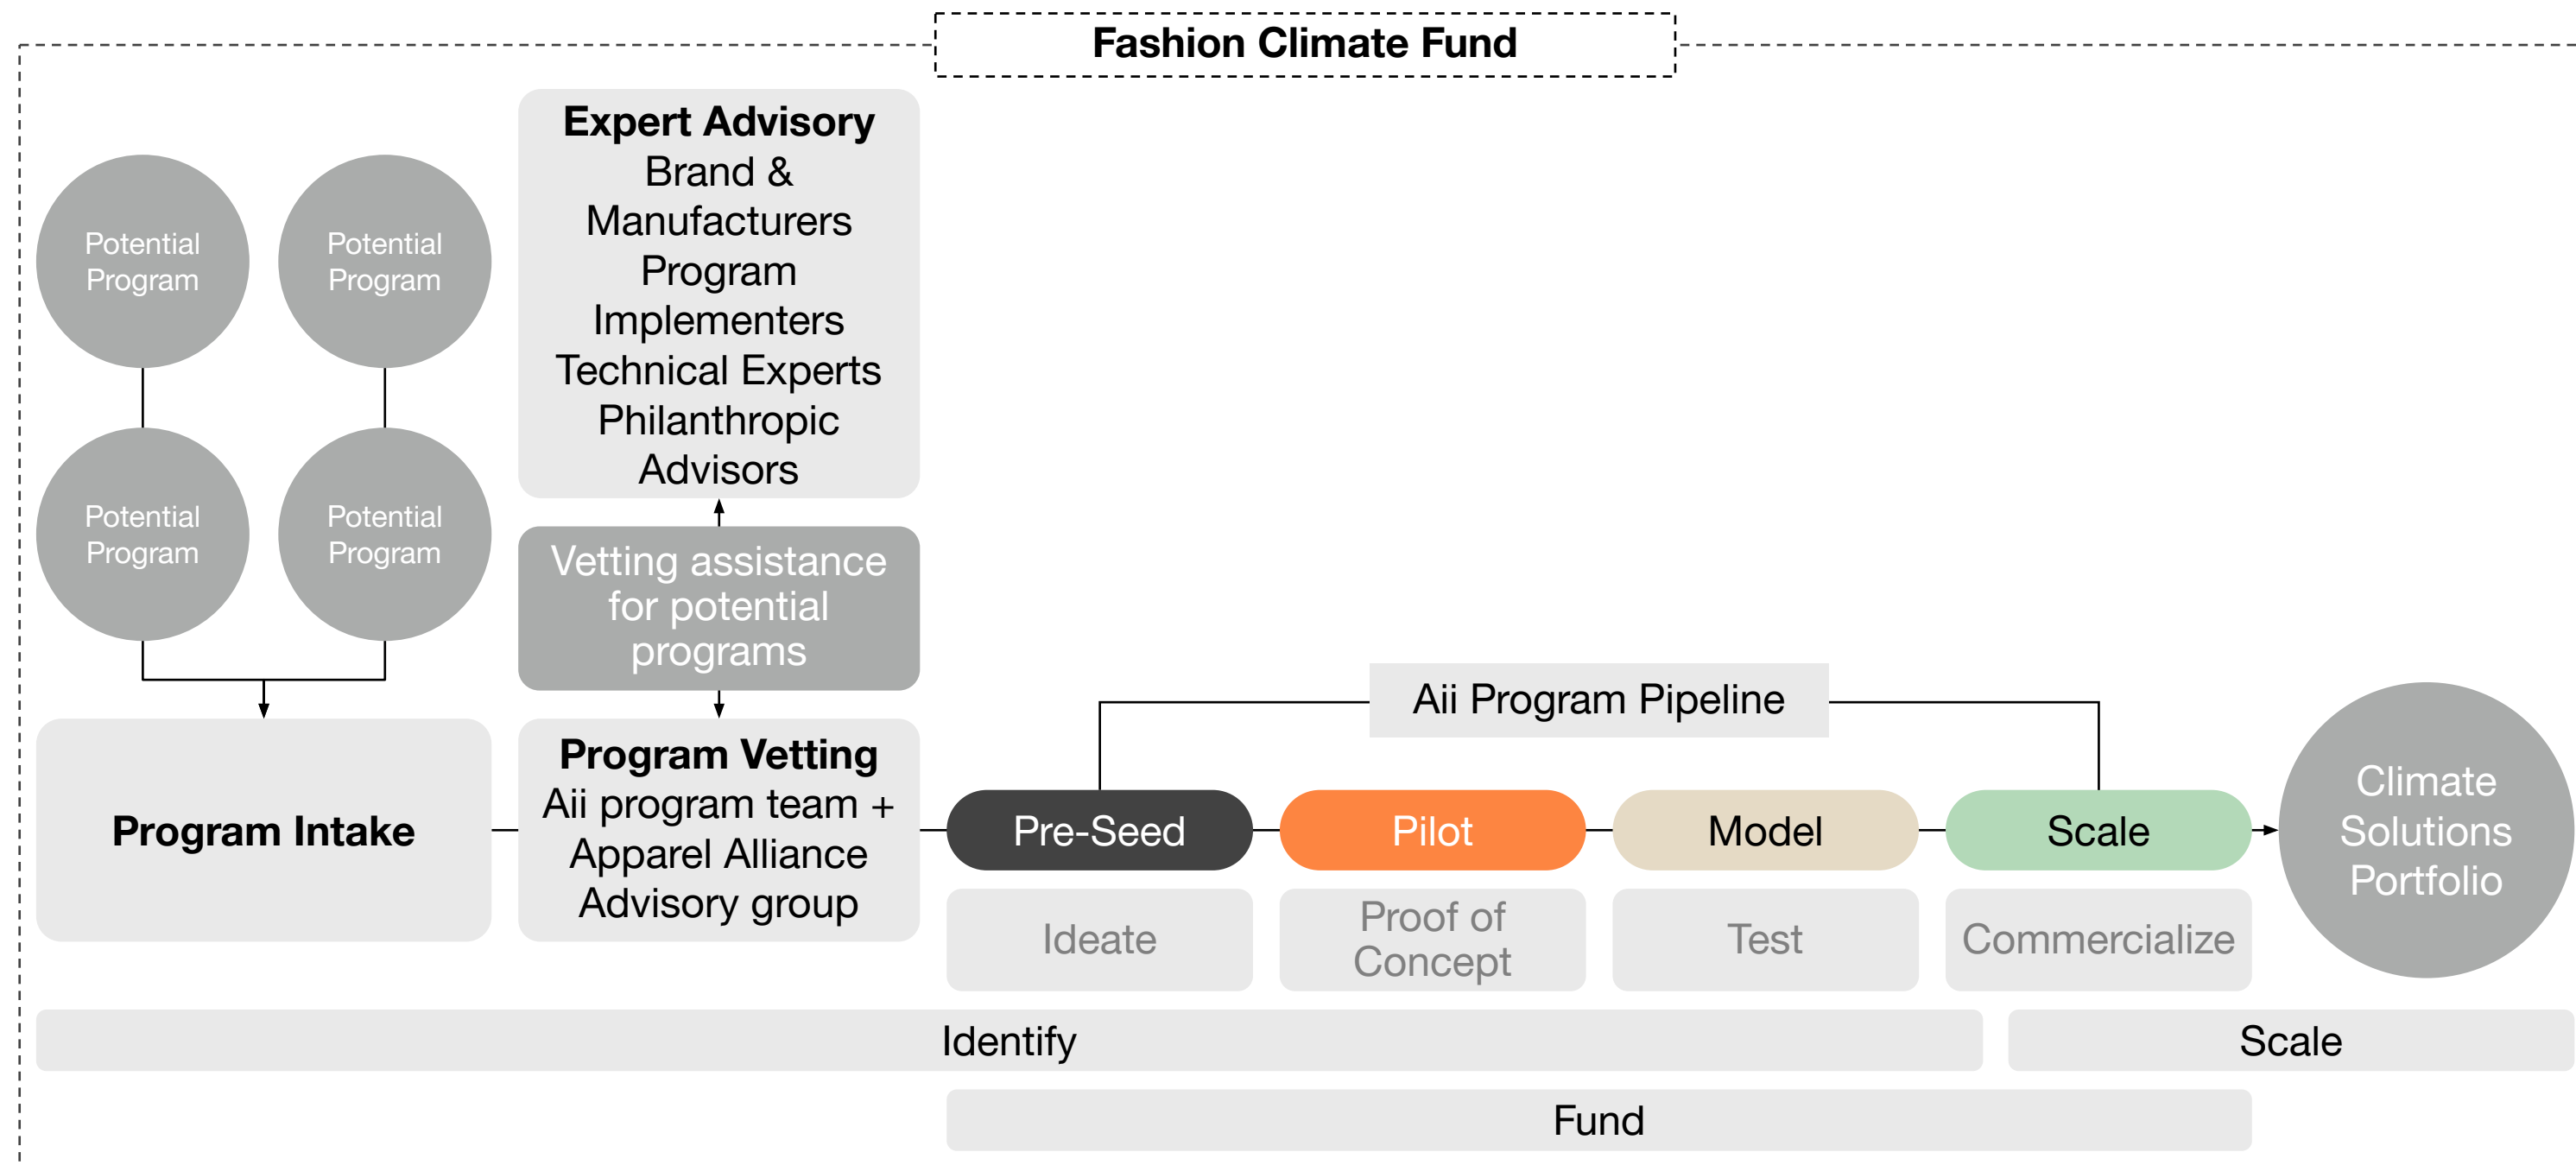 Fashion Climate Fund
Potential
Program
Potential
Program
Potential
Program
Potential
Program
Expert Advisory
Brand &
Manufacturers
Program
Implementers
Technical Experts
Philanthropic
Advisors
Vetting assistance
for potential
programs
Program Intake
Program Vetting
Aii program team +
Apparel Alliance
Advisory group
Aii Program Pipeline
Pre-Seed
Pilot
Model
Scale
Ideate
Proof of
Concept
Test
Commercialize
Climate
Solutions
Portfolio
Identify
Scale
Fund